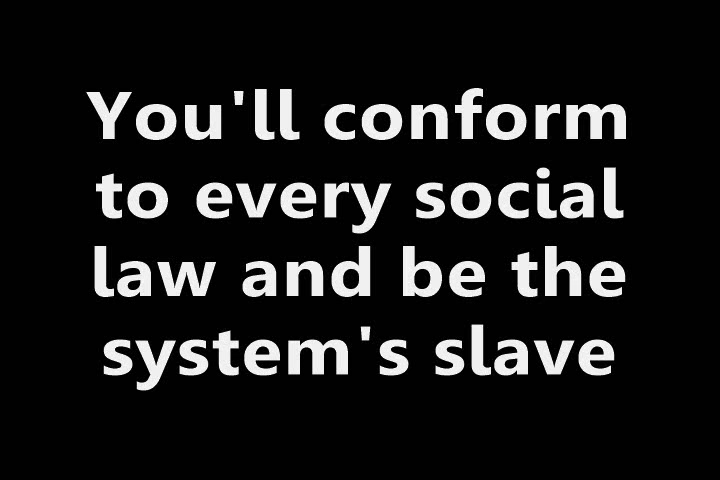 You'll conform
to every social
law and be the
system's slave